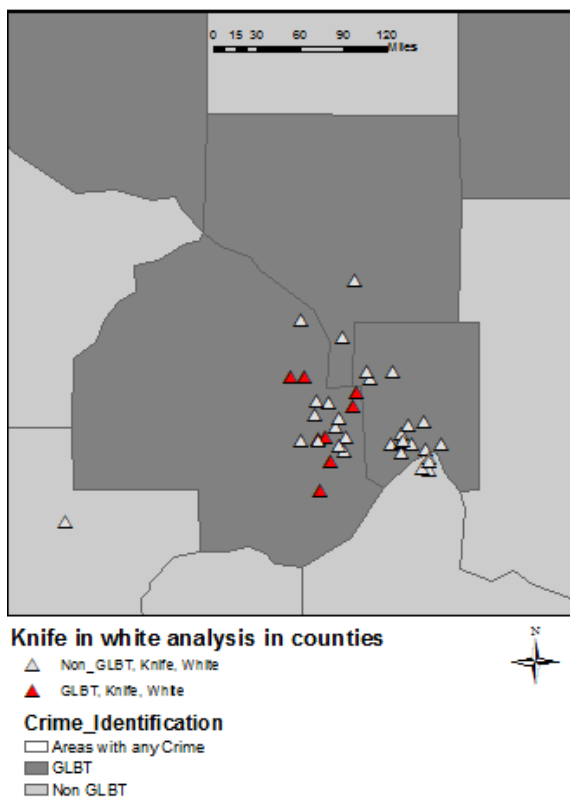 0 15 30 60 90 120
Miles
Knife in white analysis in counties
N
Non_GLBT, Knife, White
GLBT, Knife, White
Crime_Identification
Areas with any Crime
GLBT
Non GLBT